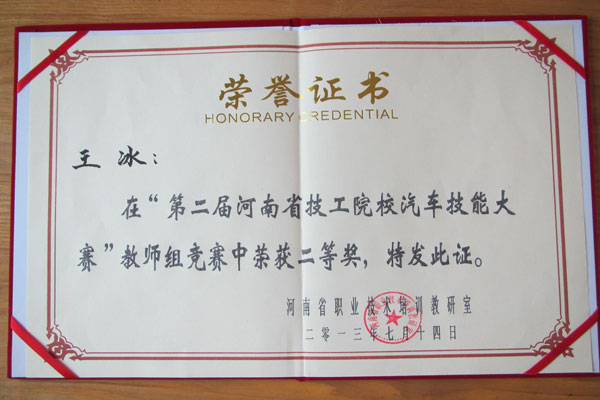 荣誉证书
HONORARY CREDENTIAL
王冰：
在“第二届河南省技工院校汽车技能大
赛”教师组竞赛中荣获二等奖，特发此证。
河南省职业技术培训教研室
二零一三年七月十四日